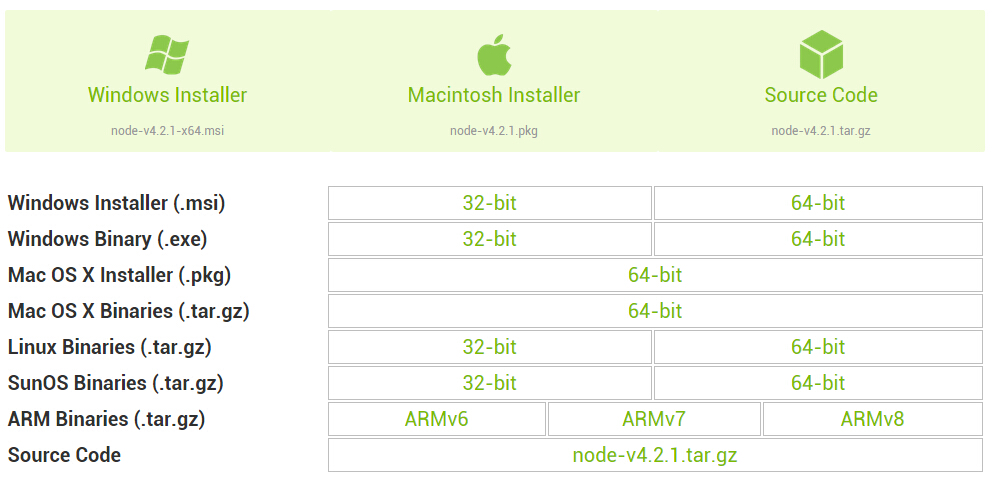 Windows Installer Macintosh Installer Source Code
node-v4.2.1-x64.msi node-v4.2.1.pkg node-v4.2.1.tar.gz
Windows Installer (.msi) 32-bit 64-bit
Windows Binary (.exe) 32-bit 64-bit
Mac OS X Installer (.pkg) 64-bit
Mac OS X Binaries (.tar.gz) 64-bit
Linux Binaries (.tar.gz) 32-bit 64-bit
SunOS Binaries (.tar.gz) 32-bit 64-bit
ARM Binaries (.tar.gz) ARMv6 ARMv7 ARMv8
Source Code node-v4.2.1.tar.gz